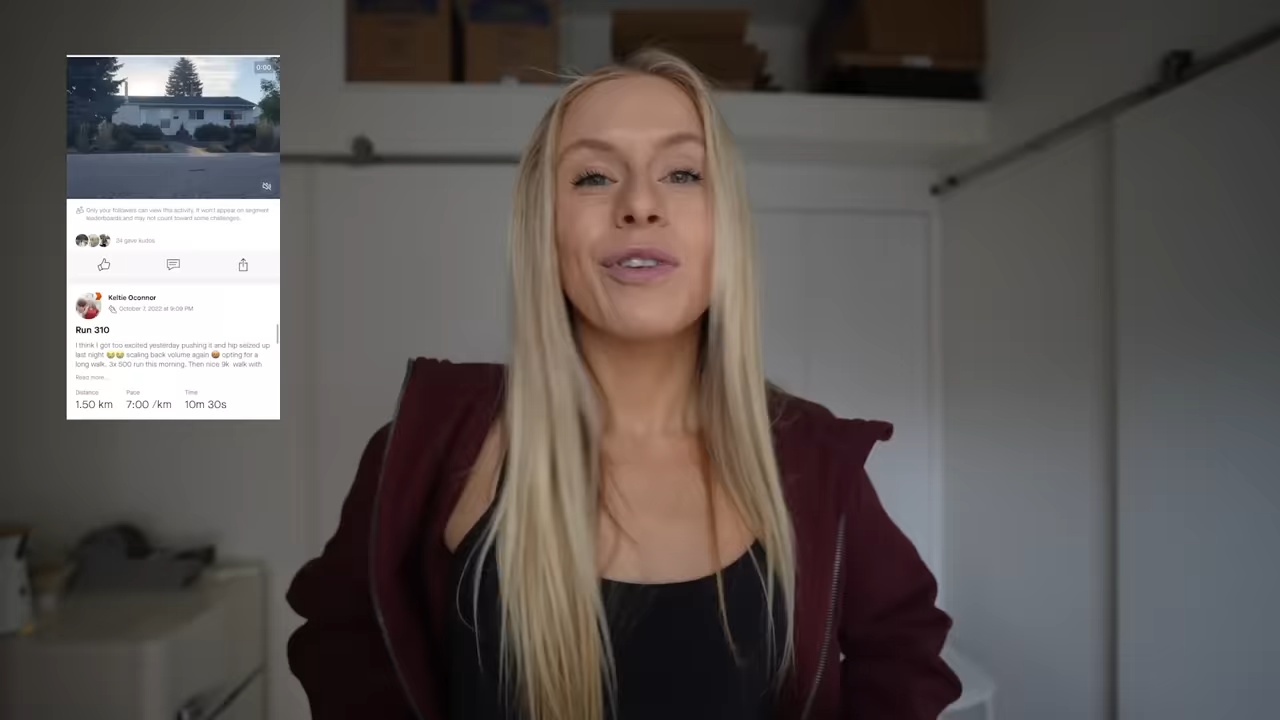 0:00
Only your followers can view this activity. It won't appear on segment
leaderboards and may not count toward some challenges.
24 gave kudos
Keltie Oconnor
October 7, 2022 at 9:09 PM
Run 310
I think I got too excited yesterday pushing it and hip seized up
last night 😭😭 scaling back volume again 🤬 opting for a
long walk. 3x 500 run this morning. Then nice 9k walk with
Read more...
Distance Pace Time
1.50 km 7:00 /km 10m 30s